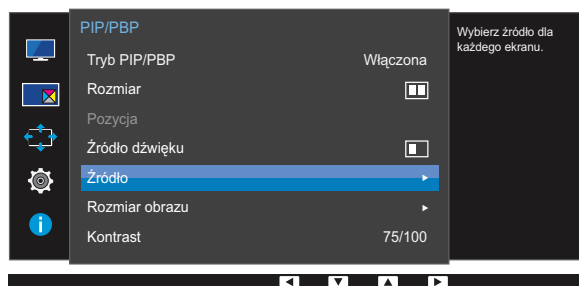 PIP/PBP
Tryb PIP/PBP Włączona
Rozmiar
Pozycja
Źródło dźwięku
Źródło
Rozmiar obrazu
Kontrast 75/100
Wybierz źródło dla
każdego ekranu.